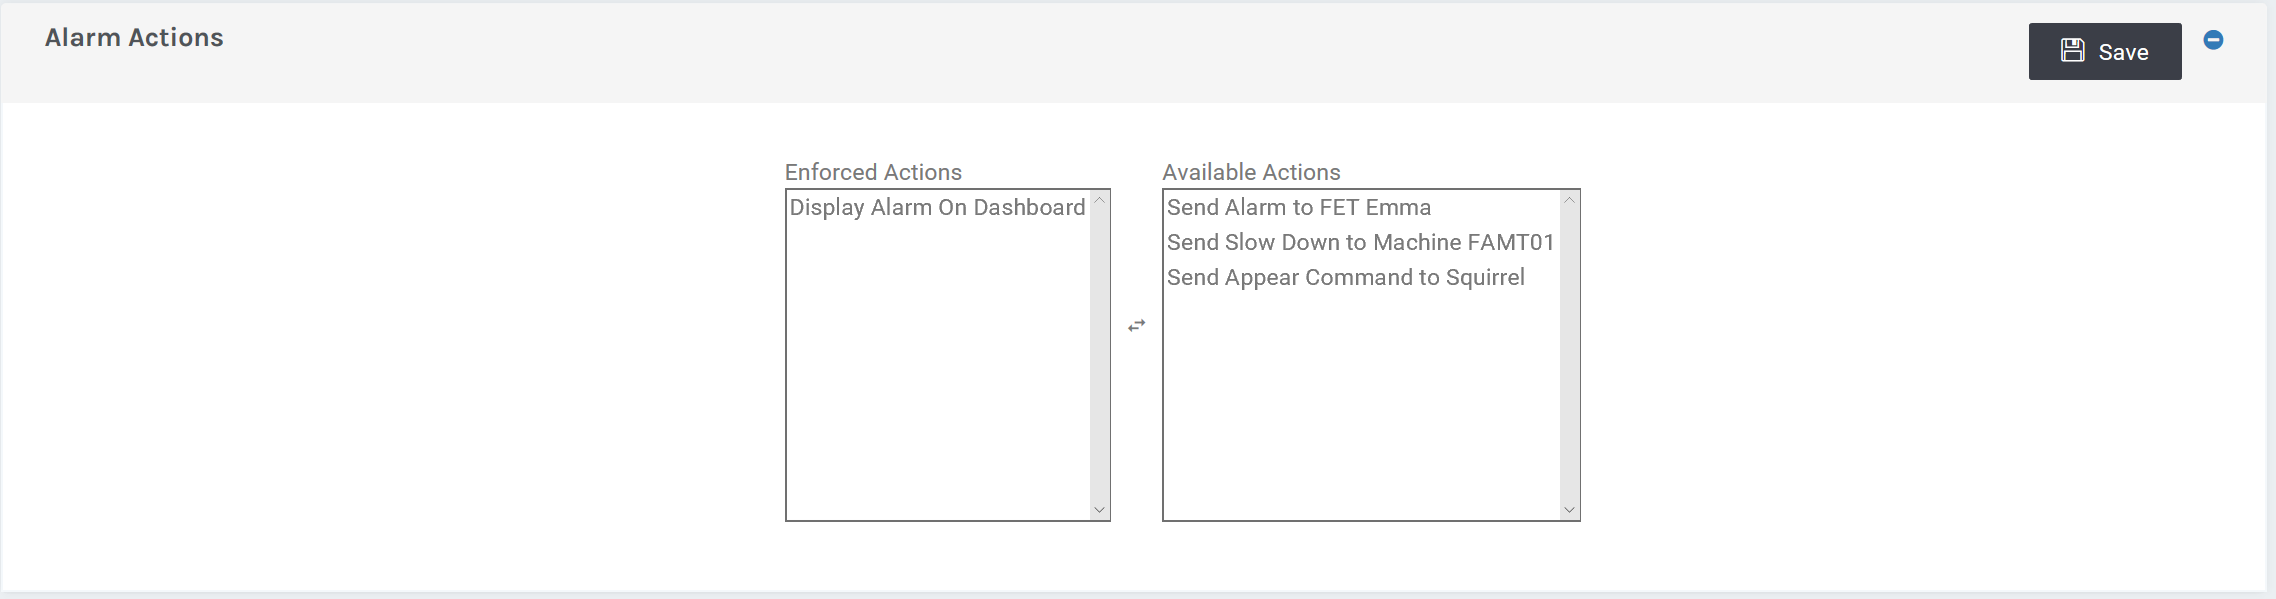 Alarm Actions
Save
Enforced Actions
Display Alarm On Dashboard
Available Actions
Send Alarm to FET Emma
Send Slow Down to Machine FAMT01
Send Appear Command to Squirrel